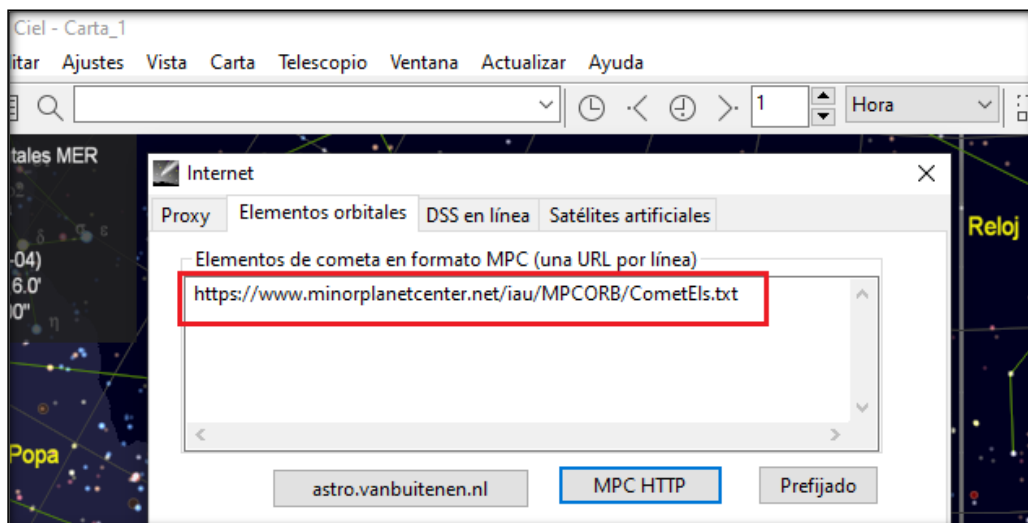 Ciel - Carta_1
itar Ajustes Vista Carta Telescopio Ventana Actualizar Ayuda
1 Hora
tales MER
Internet
Proxy Elementos orbitales DSS en línea Satélites artificiales
Reloj
-04)
6.0'
00"
Elementos de cometa en formato MPC (una URL por línea)
https://www.minorplanetcenter.net/iau/MPCORB/CometEls.txt
δ σ ε
η
Popa
astro.vanbuitenen.nl MPC HTTP Prefijado